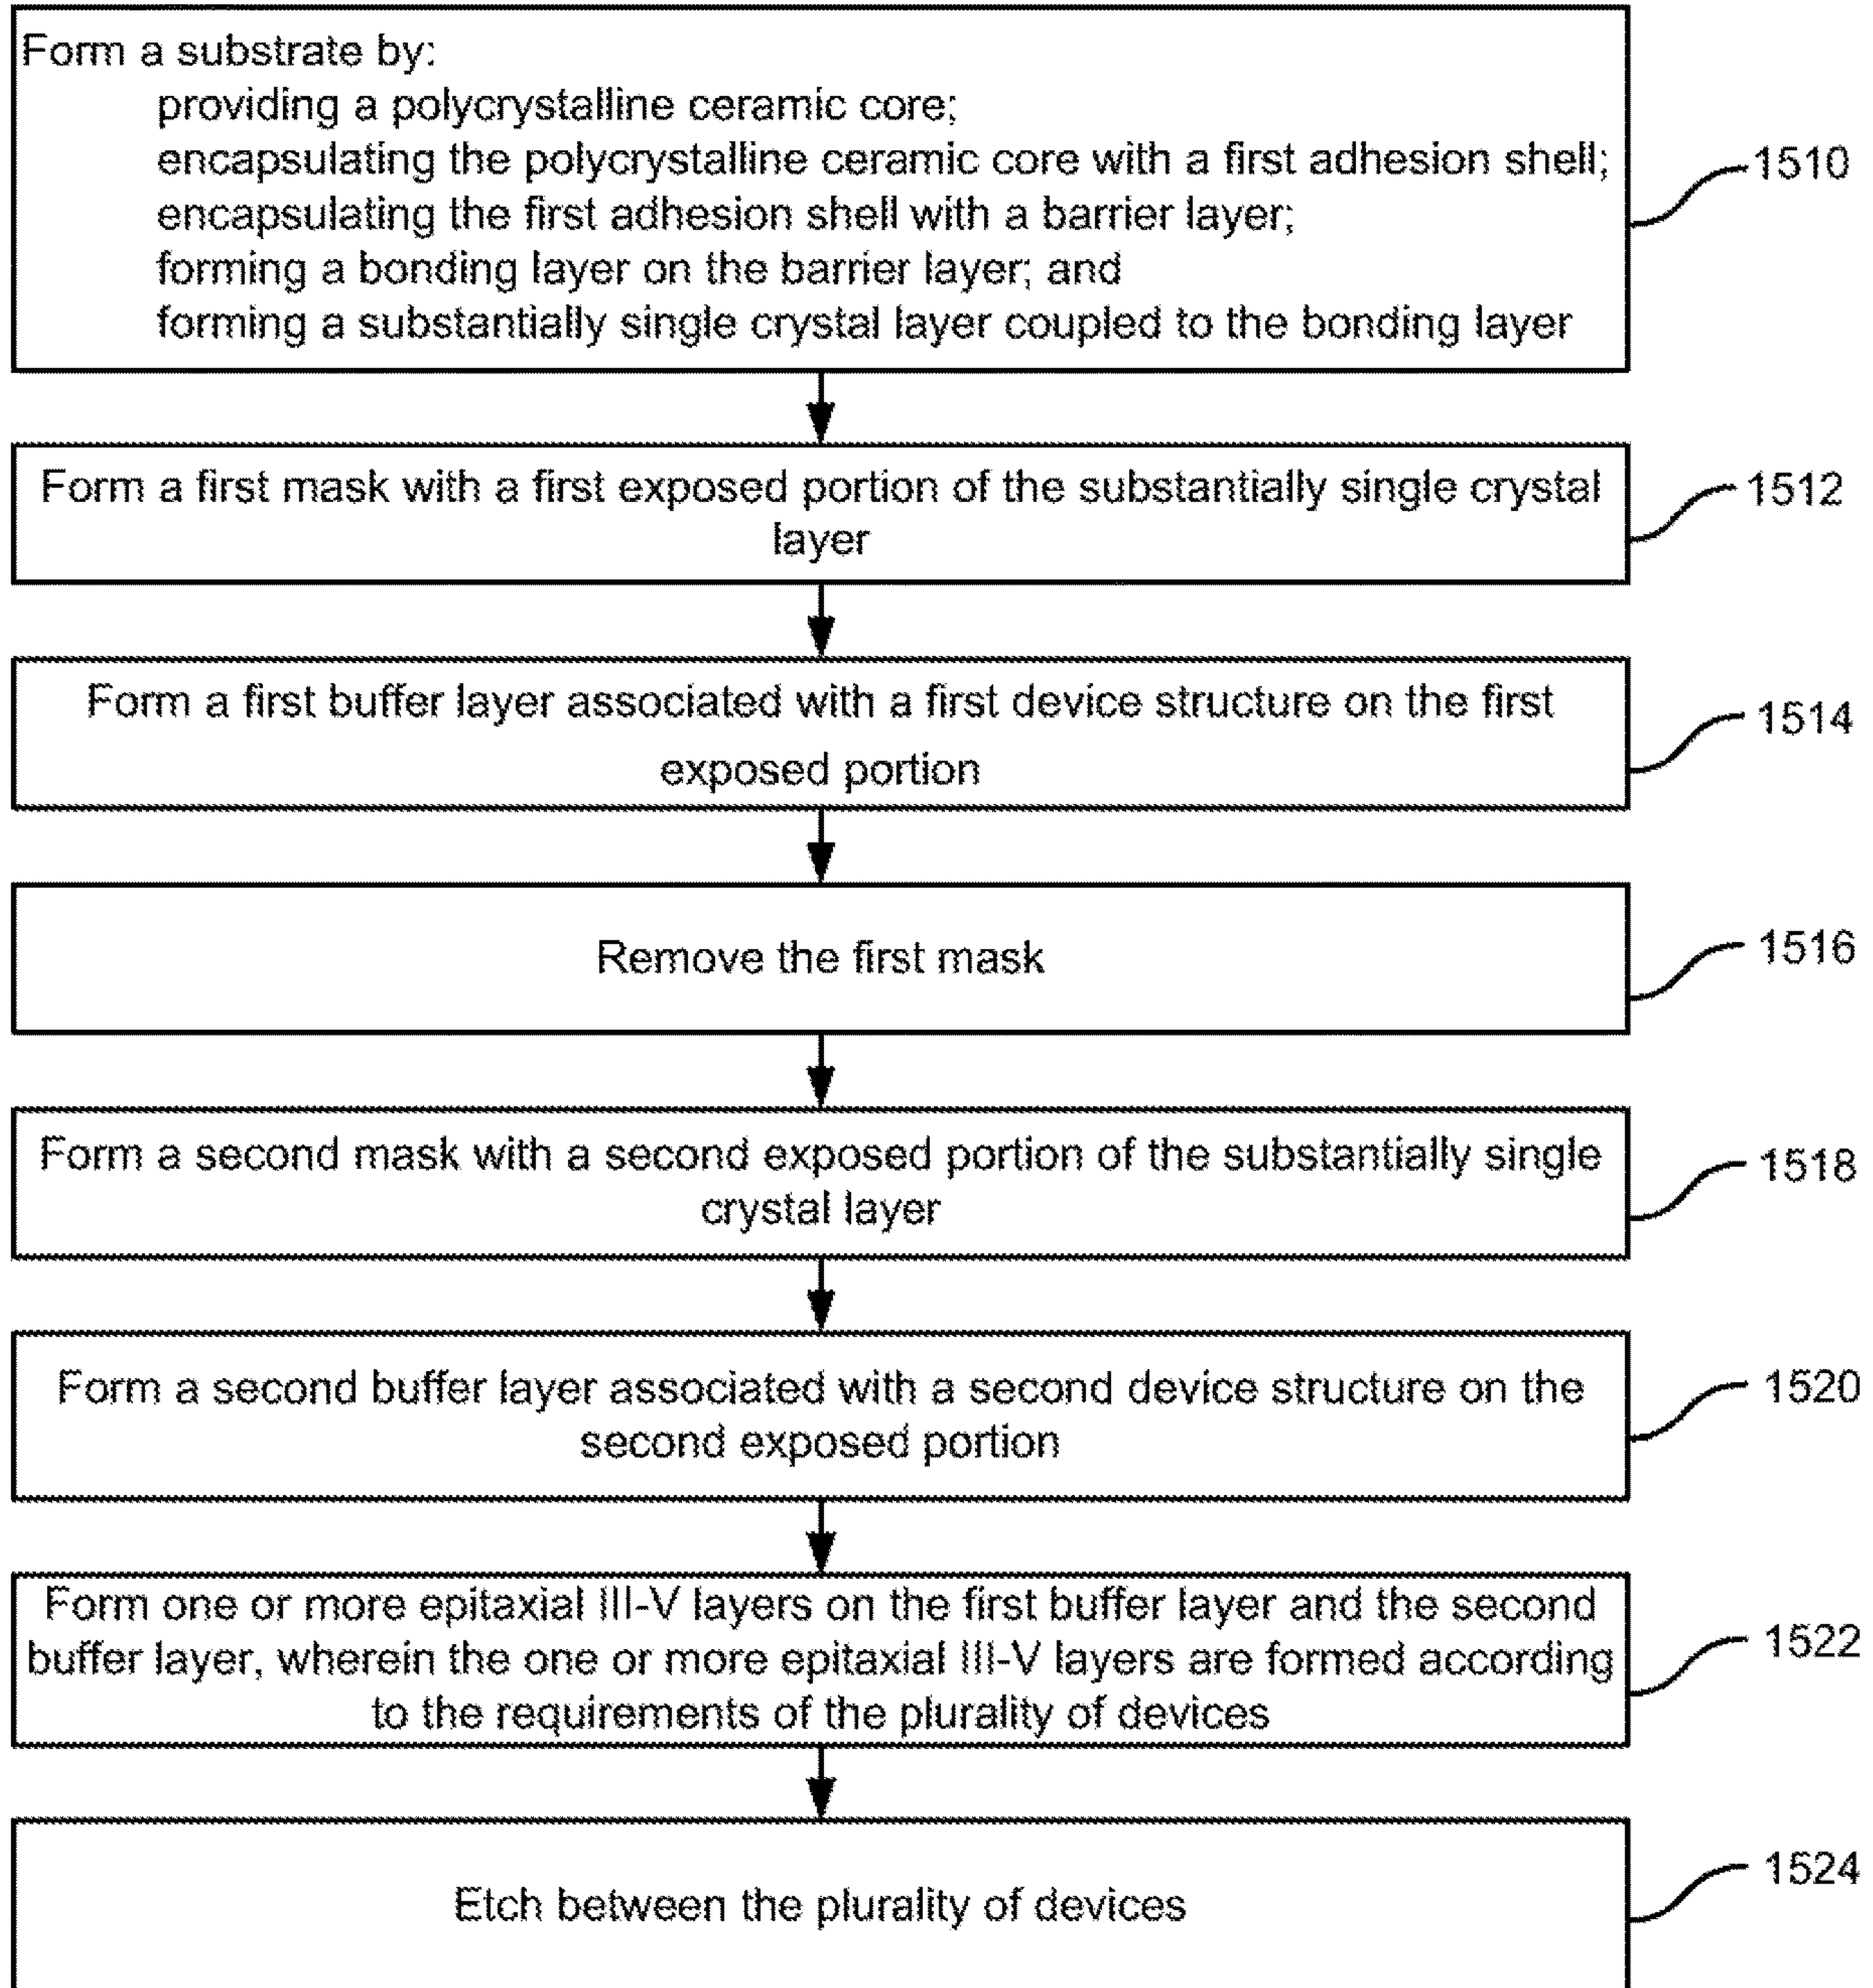 Form a substrate by:
providing a polycrystalline ceramic core;
encapsulating the polycrystalline ceramic core with a first adhesion shell;
encapsulating the first adhesion shell with a barrier layer;
forming a bonding layer on the barrier layer; and
forming a substantially single crystal layer coupled to the bonding layer
1510
Form a first mask with a first exposed portion of the substantially single crystal
layer
1512
Form a first buffer layer associated with a first device structure on the first
exposed portion
1514
Remove the first mask
1516
Form a second mask with a second exposed portion of the substantially single
crystal layer
1518
Form a second buffer layer associated with a second device structure on the
second exposed portion
1520
Form one or more epitaxial III-V layers on the first buffer layer and the second
buffer layer, wherein the one or more epitaxial III-V layers are formed according
to the requirements of the plurality of devices
1522
Etch between the plurality of devices
1524